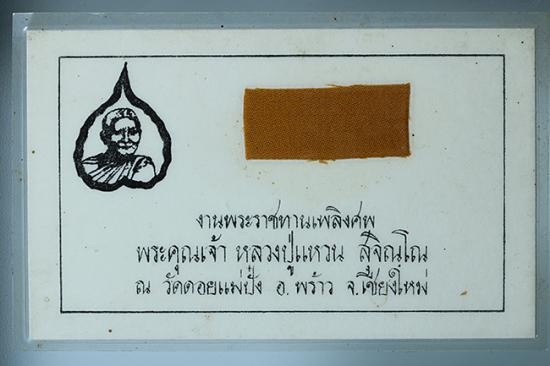 งานพระราชทานเพลิงศพ
พระคุณเจ้า หลวงปู่แหวน สุจิณฺโณ
ณ วัดดอยแม่ปั๋ง อ.พร้าว จ.เชียงใหม่